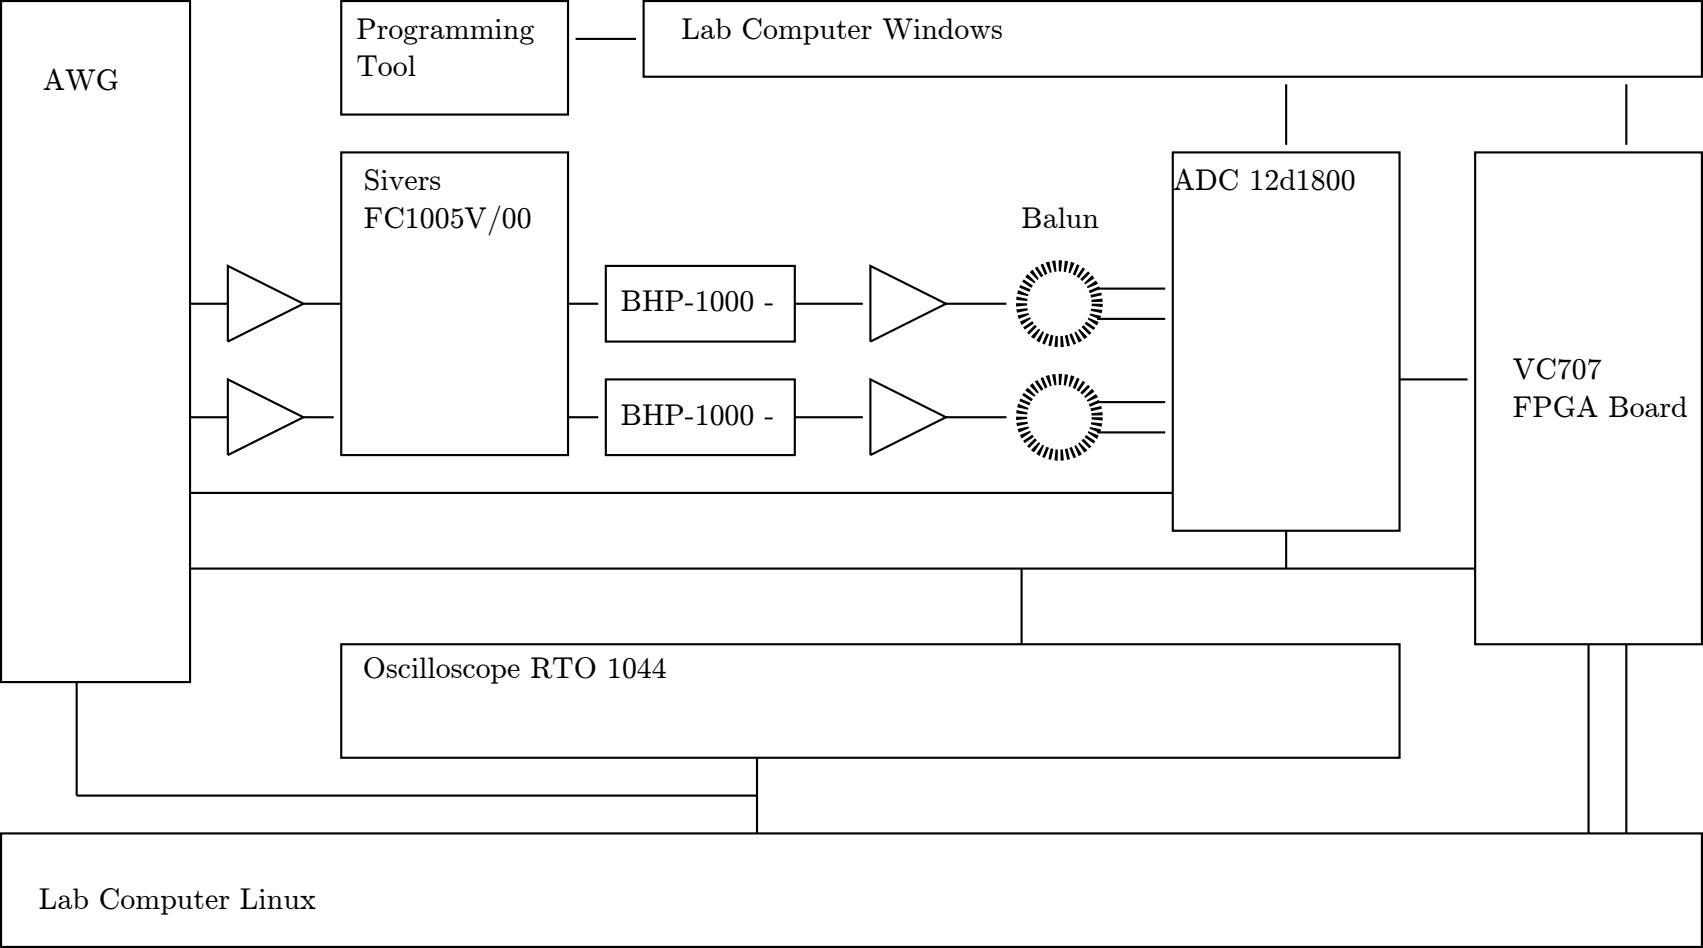 Programming
Tool
Lab Computer Windows
AWG
Sivers
FC1005V/00
ADC 12d1800
Balun
BHP-1000 -
BHP-1000 -
VC707
FPGA Board
Oscilloscope RTO 1044
Lab Computer Linux